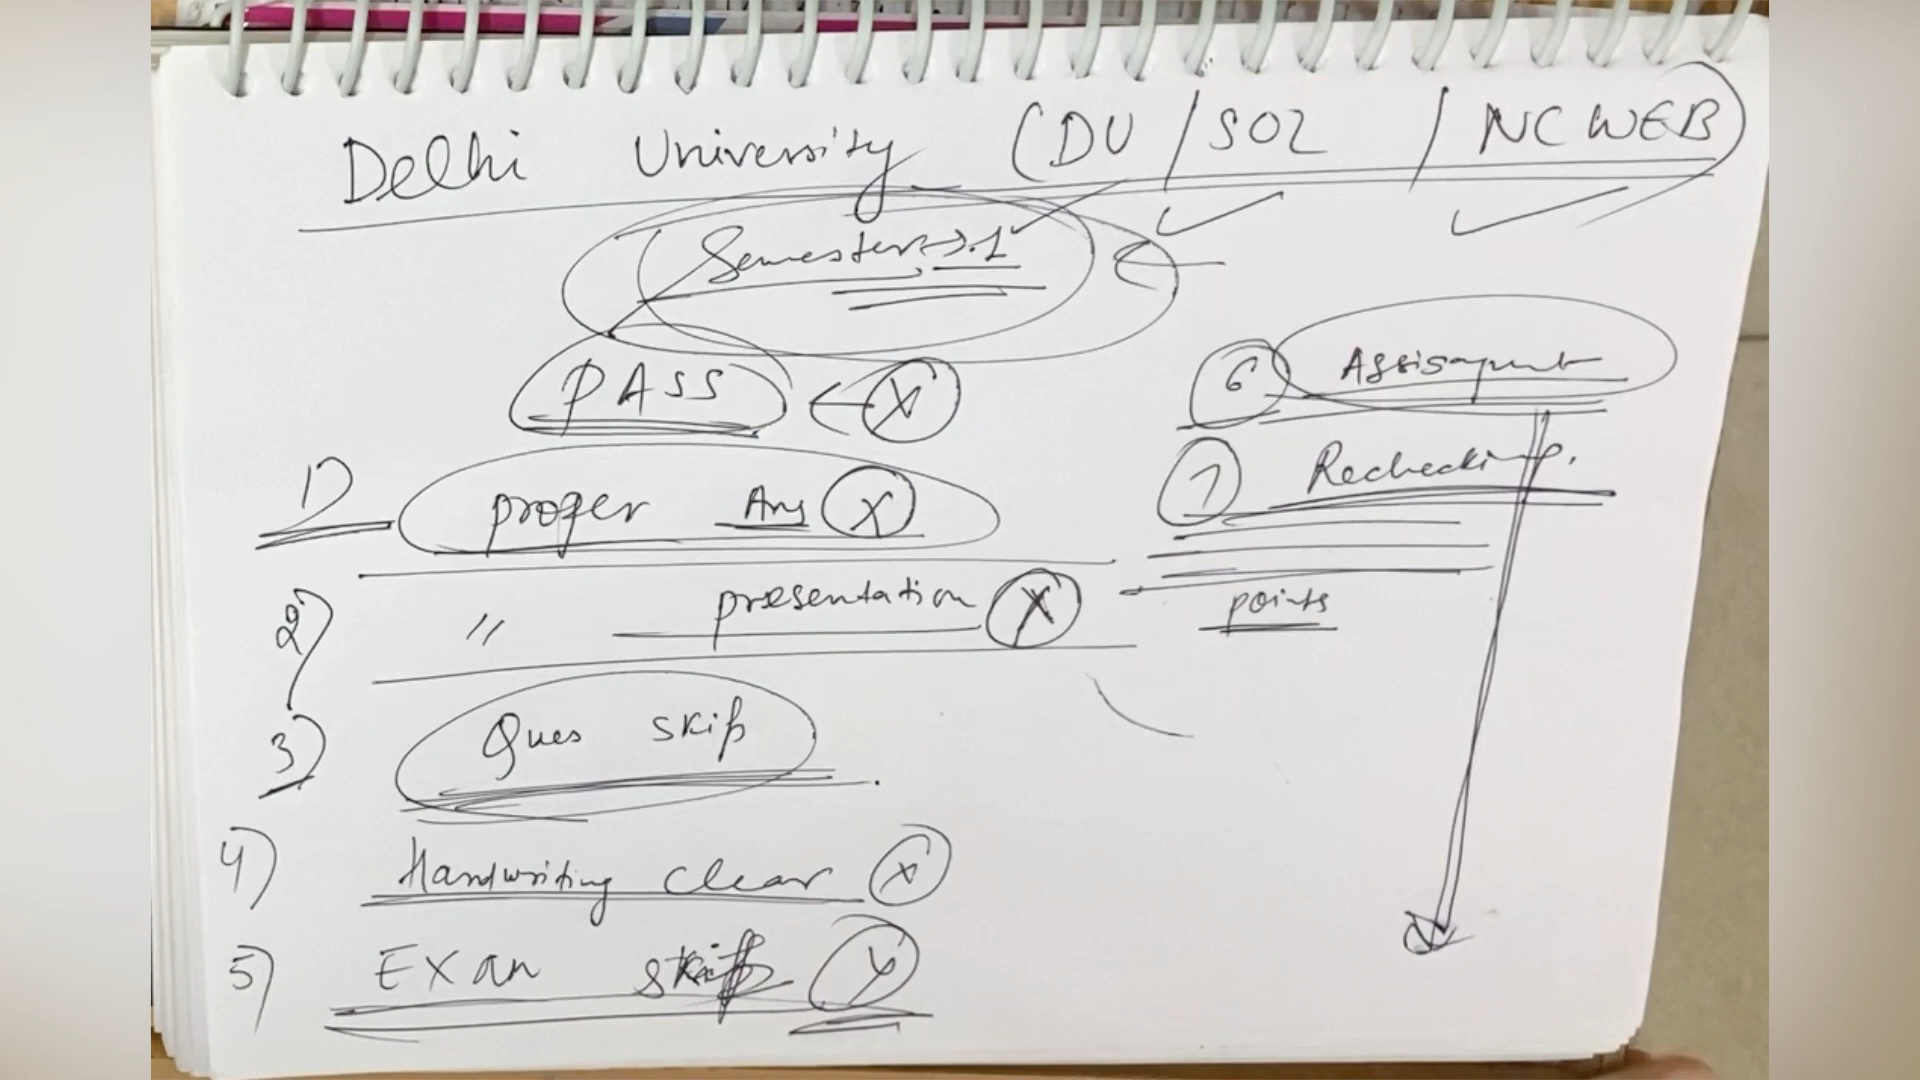 Delhi University (DU / SOL / NCWEB)
Semester → 1
PASS ← X
1) proper Ans X
2) " presentation X
3) Ques skip
4) Handwriting clear X
5) Exam skip X
6 Assignment
7 Rechecking.
points